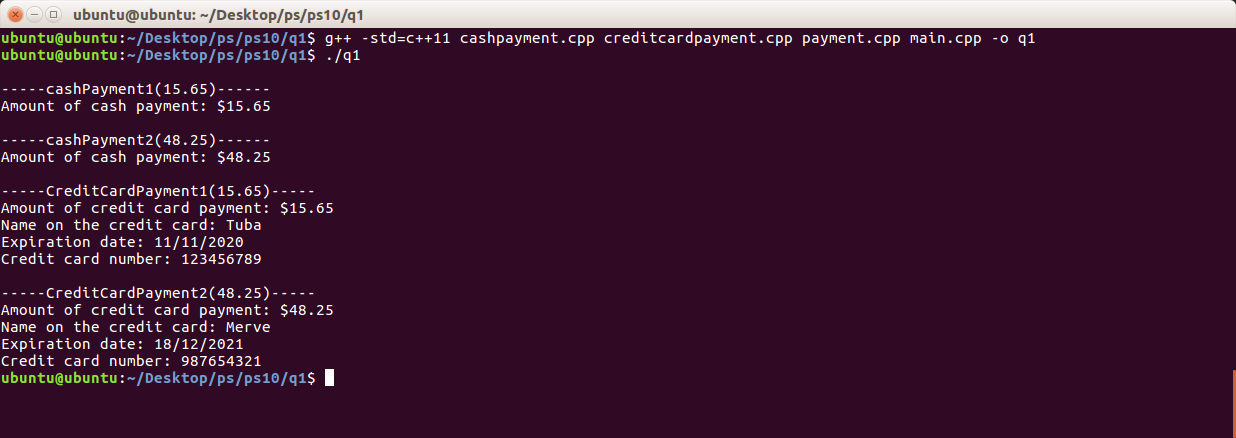 ubuntu@ubuntu: ~/Desktop/ps/ps10/q1
ubuntu@ubuntu:~/Desktop/ps/ps10/q1$ g++ -std=c++11 cashpayment.cpp creditcardpayment.cpp payment.cpp main.cpp -o q1
ubuntu@ubuntu:~/Desktop/ps/ps10/q1$ ./q1
-----cashPayment1(15.65)------
Amount of cash payment: $15.65
-----cashPayment2(48.25)------
Amount of cash payment: $48.25
-----CreditCardPayment1(15.65)-----
Amount of credit card payment: $15.65
Name on the credit card: Tuba
Expiration date: 11/11/2020
Credit card number: 123456789
-----CreditCardPayment2(48.25)-----
Amount of credit card payment: $48.25
Name on the credit card: Merve
Expiration date: 18/12/2021
Credit card number: 987654321
ubuntu@ubuntu:~/Desktop/ps/ps10/q1$